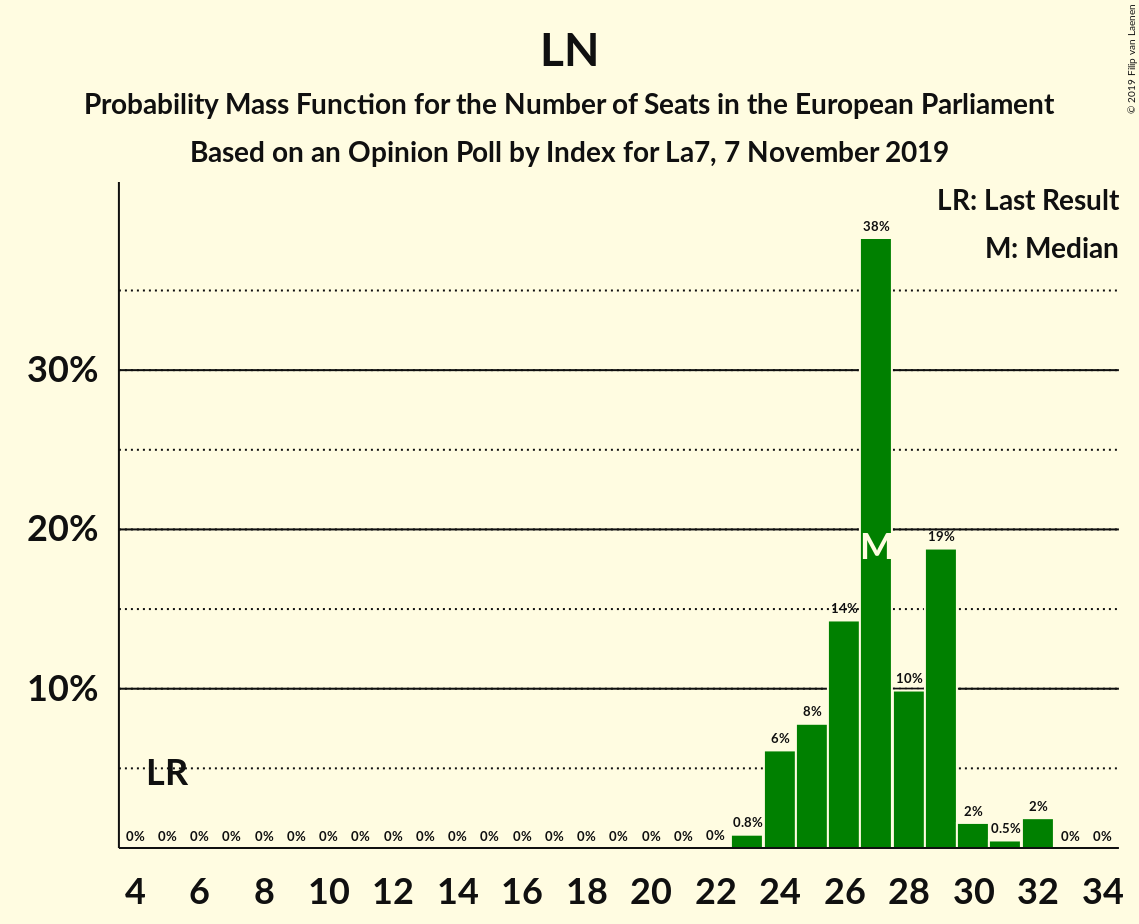 LN
Probability Mass Function for the Number of Seats in the European Parliament
Based on an Opinion Poll by Index for La7, 7 November 2019
© 2019 Filip van Laenen
LR: Last Result
M: Median
38%
30%
20%
M
19%
14%
10%
10%
8%
6%
LR
0% 0% 0% 0% 0% 0% 0% 0% 0% 0% 0% 0% 0% 0% 0% 0% 0% 0% 0% 0.8% 2% 0.5% 2% 0% 0%
4 6 8 10 12 14 16 18 20 22 24 26 28 30 32 34